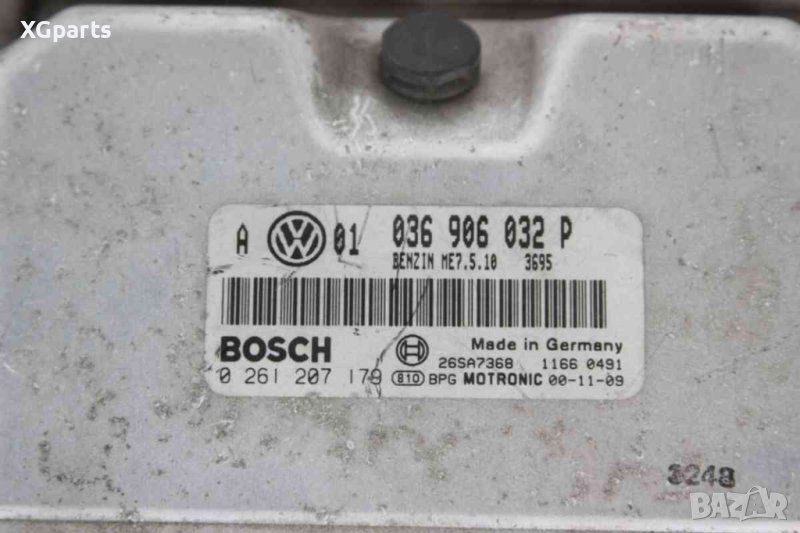 XGparts
A VW 01 036 906 032 P
BENZIN ME7.5.10 3695
BOSCH Made in Germany
26SA7368 1166 0491
0 261 207 179 810 BPG MOTRONIC 00-11-09
3248
BAZAR